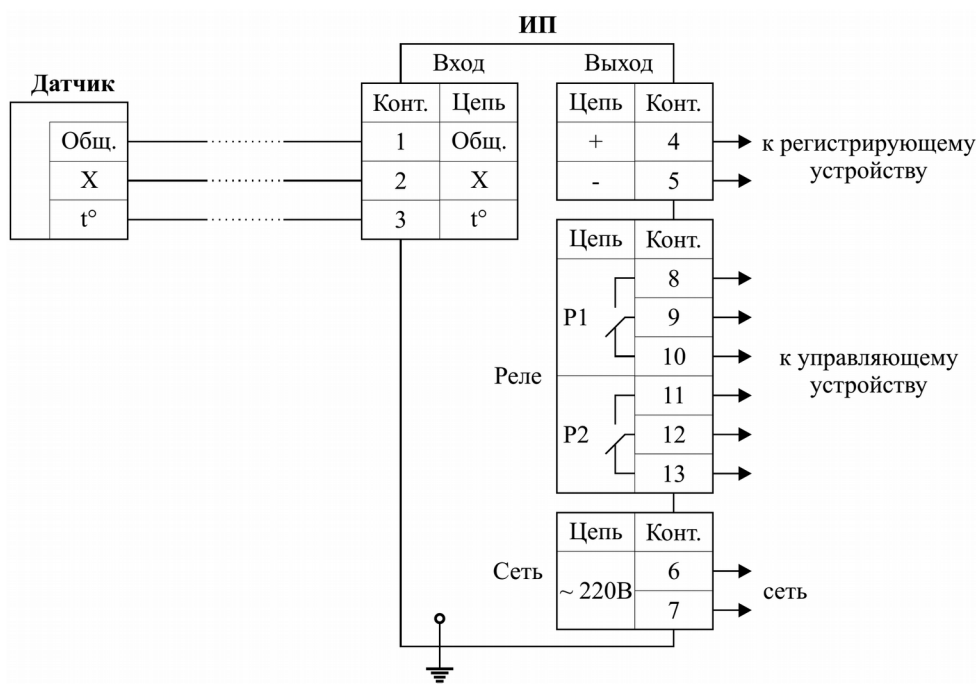 ИП
Вход
Выход
Датчик
Конт. Цепь
Цепь Конт.
Общ.
1 Общ.
+ 4
к регистрирующему
устройству
X
2 X
- 5
t°
3 t°
Цепь Конт.
8
P1
9
10
к управляющему
устройству
Реле
11
P2
12
13
Цепь Конт.
Сеть
~ 220В
6
7
сеть